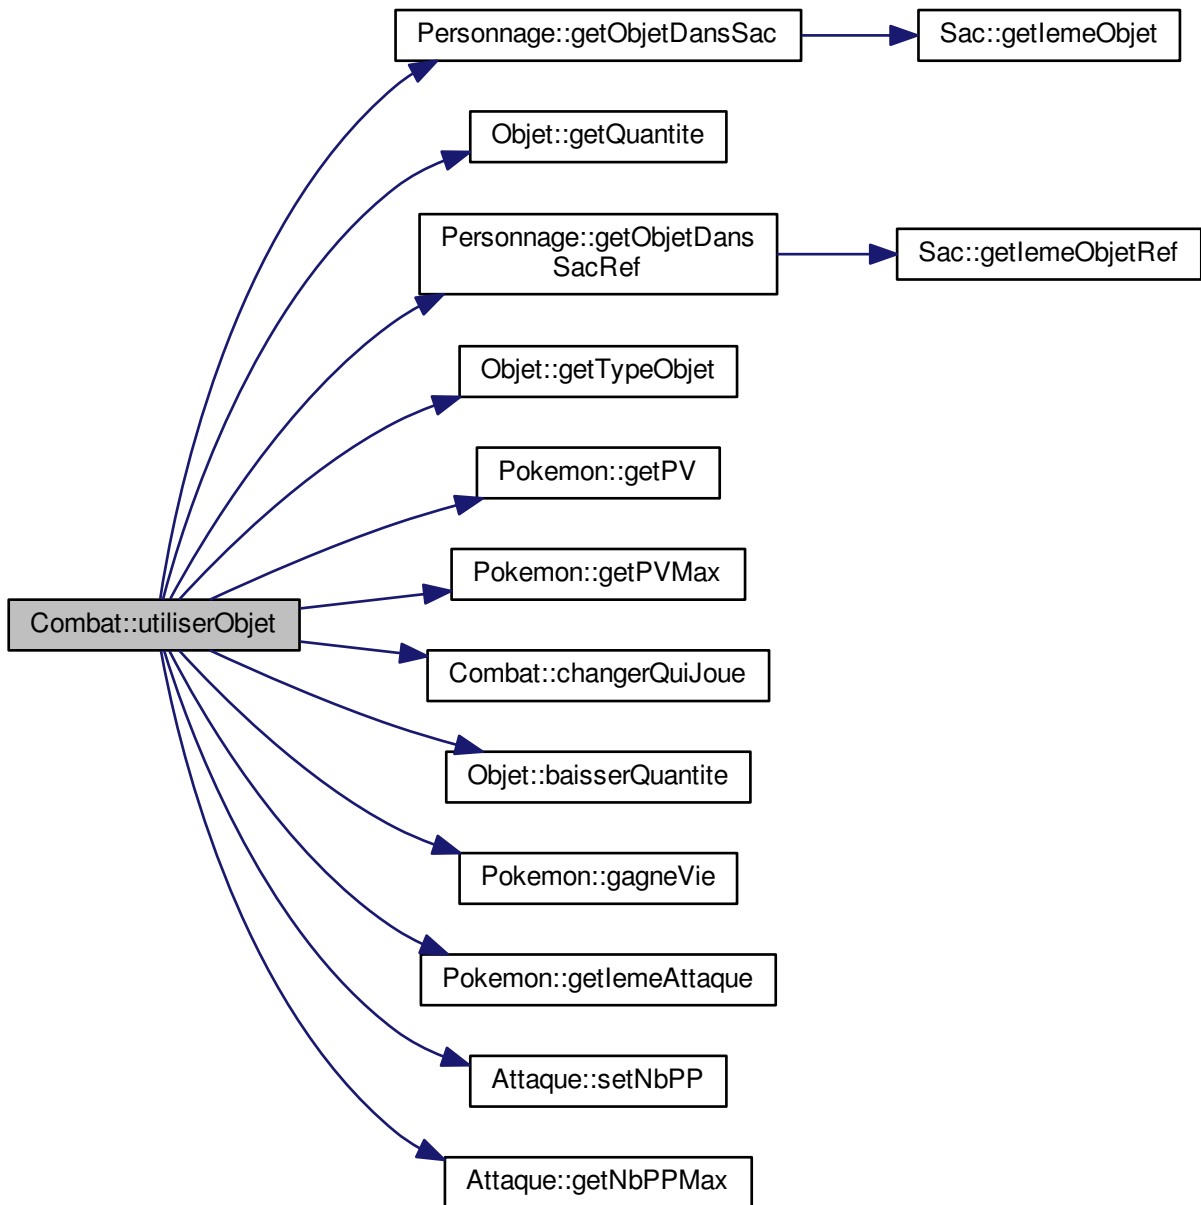 Personnage::getObjetDansSac
Sac::getIemeObjet
Objet::getQuantite
Personnage::getObjetDans
SacRef
Sac::getIemeObjetRef
Objet::getTypeObjet
Pokemon::getPV
Pokemon::getPVMax
Combat::utiliserObjet
Combat::changerQuiJoue
Objet::baisserQuantite
Pokemon::gagneVie
Pokemon::getIemeAttaque
Attaque::setNbPP
Attaque::getNbPPMax